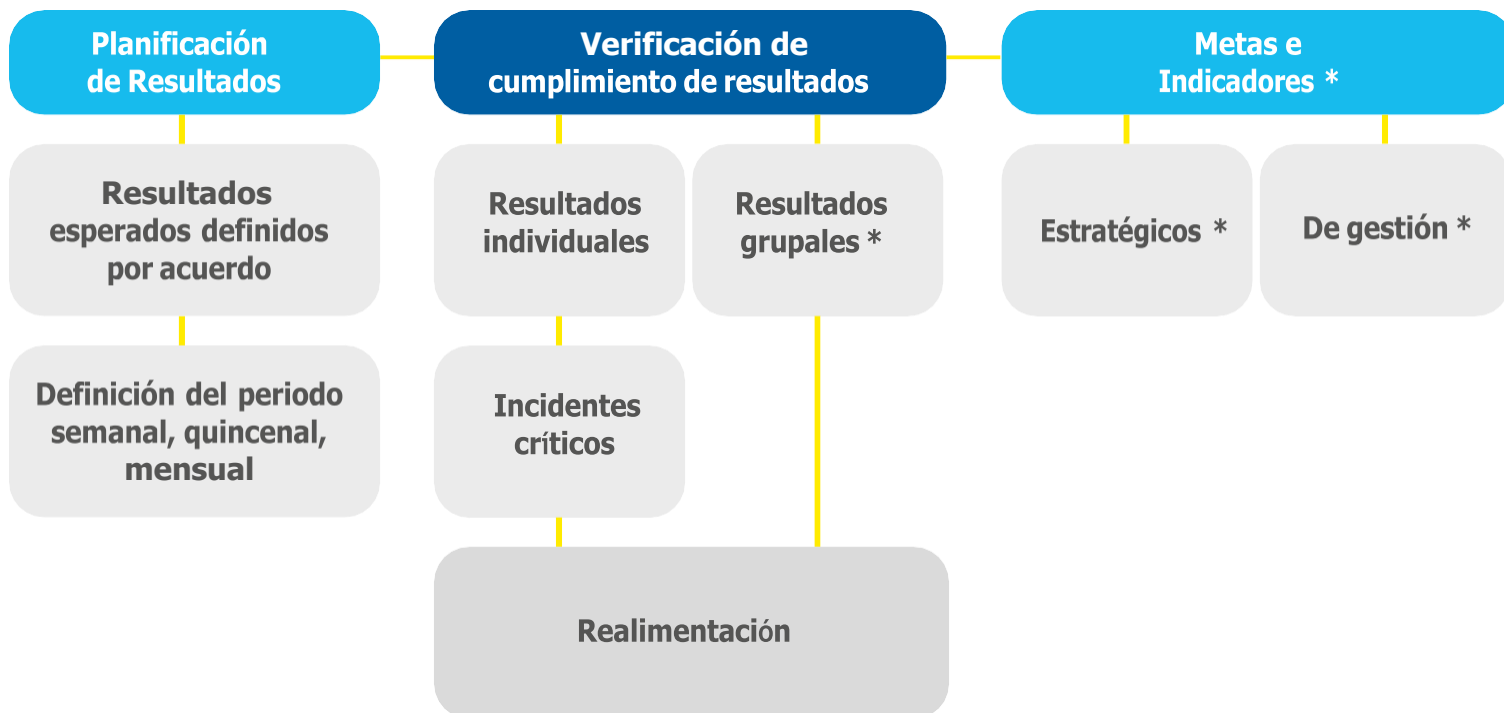 Planificación
de Resultados
Verificación de
cumplimiento de resultados
Metas e
Indicadores *
Resultados
esperados definidos
por acuerdo
Resultados
individuales
Resultados
grupales *
Estratégicos *
De gestión *
Definición del periodo
semanal, quincenal,
mensual
Incidentes
críticos
Realimentación